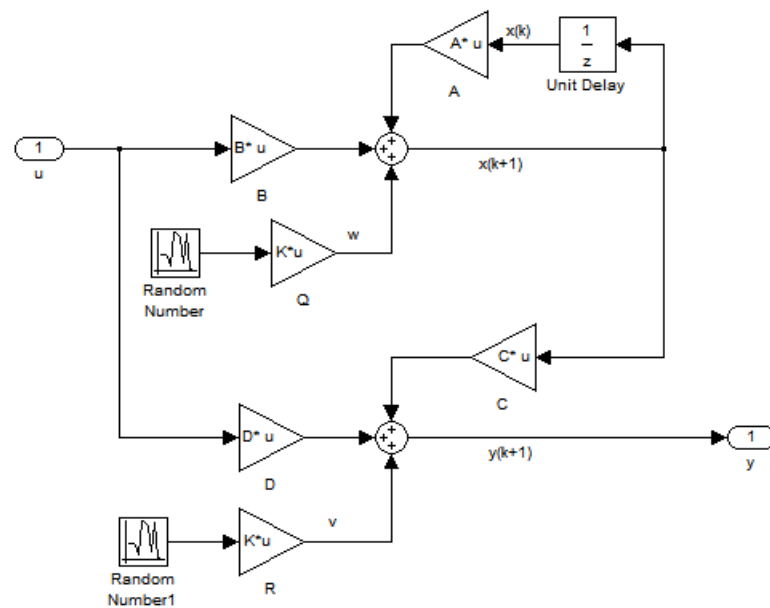 A* u
x(k)
1
z
Unit Delay
A
1
u
B* u
B
x(k+1)
Random
Number
K*u
w
Q
C* u
C
D* u
D
y(k+1)
1
y
Random
Number1
K*u
v
R